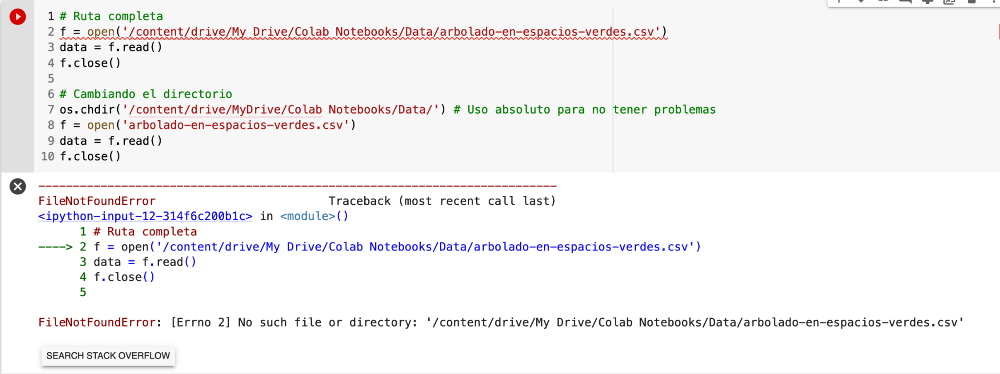 1 # Ruta completa
2 f = open('/content/drive/My Drive/Colab Notebooks/Data/arbolado-en-espacios-verdes.csv')
3 data = f.read()
4 f.close()
5
6 # Cambiando el directorio
7 os.chdir('/content/drive/MyDrive/Colab Notebooks/Data/') # Uso absoluto para no tener problemas
8 f = open('arbolado-en-espacios-verdes.csv')
9 data = f.read()
10 f.close()
---------------------------------------------------------------------------
FileNotFoundError                         Traceback (most recent call last)
<ipython-input-12-314f6c200b1c> in <module>()
      1 # Ruta completa
----> 2 f = open('/content/drive/My Drive/Colab Notebooks/Data/arbolado-en-espacios-verdes.csv')
      3 data = f.read()
      4 f.close()
      5
FileNotFoundError: [Errno 2] No such file or directory: '/content/drive/My Drive/Colab Notebooks/Data/arbolado-en-espacios-verdes.csv'
SEARCH STACK OVERFLOW